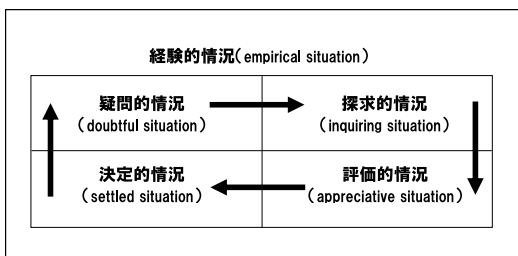 経験的情況(empirical situation)
疑問的情況
(doubtful situation)
探求的情況
(inquiring situation)
決定的情況
(settled situation)
評価的情況
(appreciative situation)